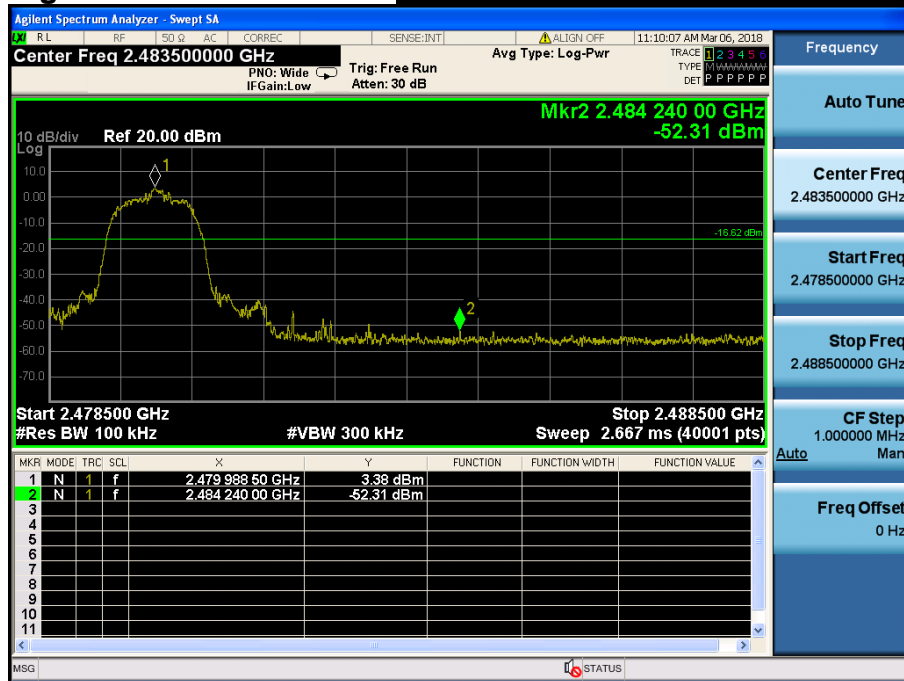 Agilent Spectrum Analyzer - Swept SA
LXI RL RF 50 Ω AC CORREC SENSE:INT ALIGN OFF 11:10:07 AM Mar 06, 2018
Center Freq 2.483500000 GHz
PNO: Wide
IFGain:Low
Trig: Free Run
Atten: 30 dB
Avg Type: Log-Pwr
TRACE 1 2 3 4 5 6
TYPE M WWWWW
DET P P P P P P
Mkr2 2.484 240 00 GHz
-52.31 dBm
10 dB/div Ref 20.00 dBm
Log
10.0
0.00
-10.0
-20.0
-30.0
-40.0
-50.0
-60.0
-70.0
1
-16.62 dBm
2
Start 2.478500 GHz Stop 2.488500 GHz
#Res BW 100 kHz #VBW 300 kHz Sweep 2.667 ms (40001 pts)
MKR MODE TRC SCL X Y FUNCTION FUNCTION WIDTH FUNCTION VALUE
1 N 1 f 2.479 988 50 GHz 3.38 dBm
2 N 1 f 2.484 240 00 GHz -52.31 dBm
3
4
5
6
7
8
9
10
11
MSG STATUS
Frequency
Auto Tune
Center Freq
2.483500000 GHz
Start Freq
2.478500000 GHz
Stop Freq
2.488500000 GHz
CF Step
1.000000 MHz
Auto Man
Freq Offset
0 Hz